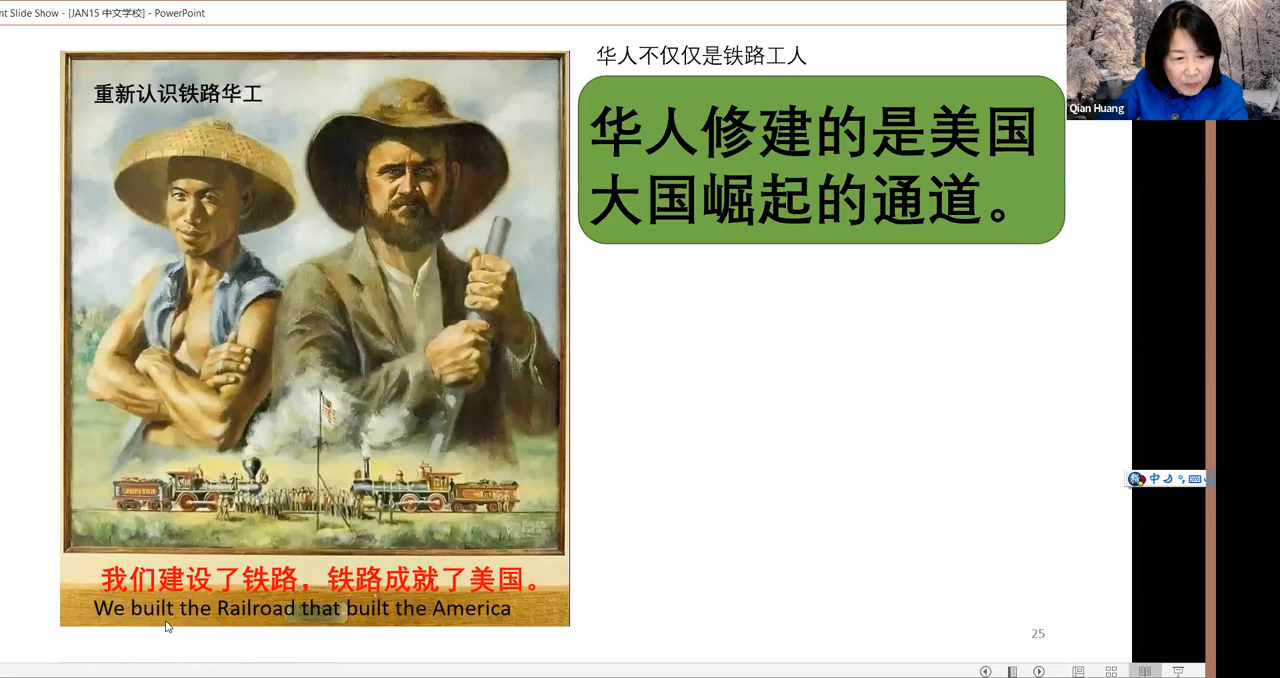 nt Slide Show - [JAN15 中文学校] - PowerPoint
Qian Huang
华人不仅仅是铁路工人
重新认识铁路华工
华人修建的是美国
大国崛起的通道。
我们建设了铁路，铁路成就了美国。
We built the Railroad that built the America
25
中